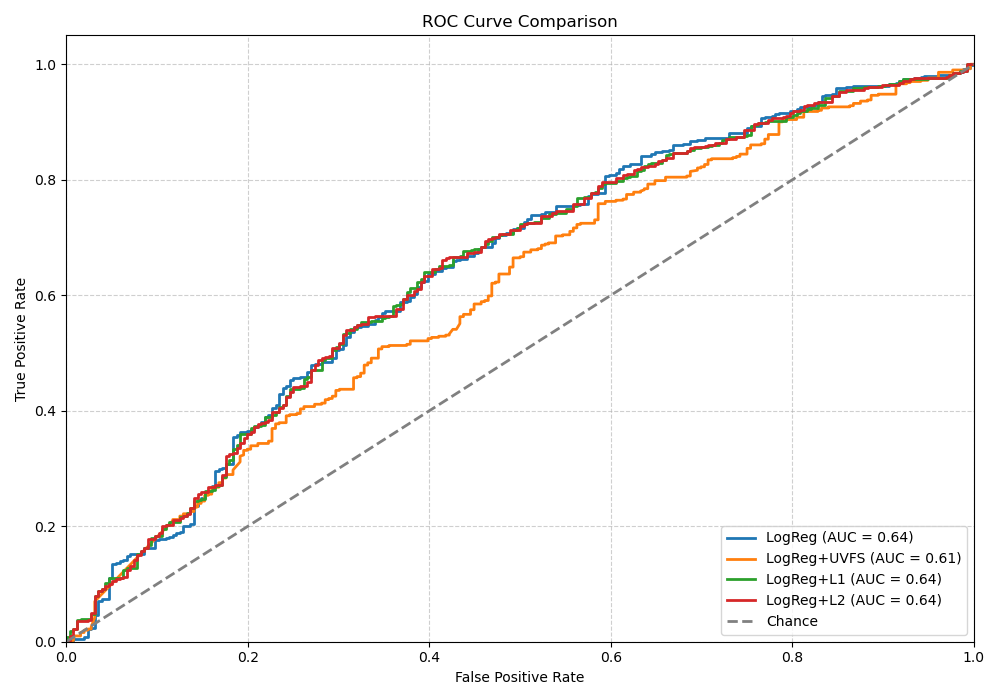 ROC Curve Comparison
True Positive Rate
1.0
0.8
0.6
0.4
0.2
0.0
0.0 0.2 0.4 0.6 0.8 1.0
False Positive Rate
LogReg (AUC = 0.64)
LogReg+UVFS (AUC = 0.61)
LogReg+L1 (AUC = 0.64)
LogReg+L2 (AUC = 0.64)
Chance